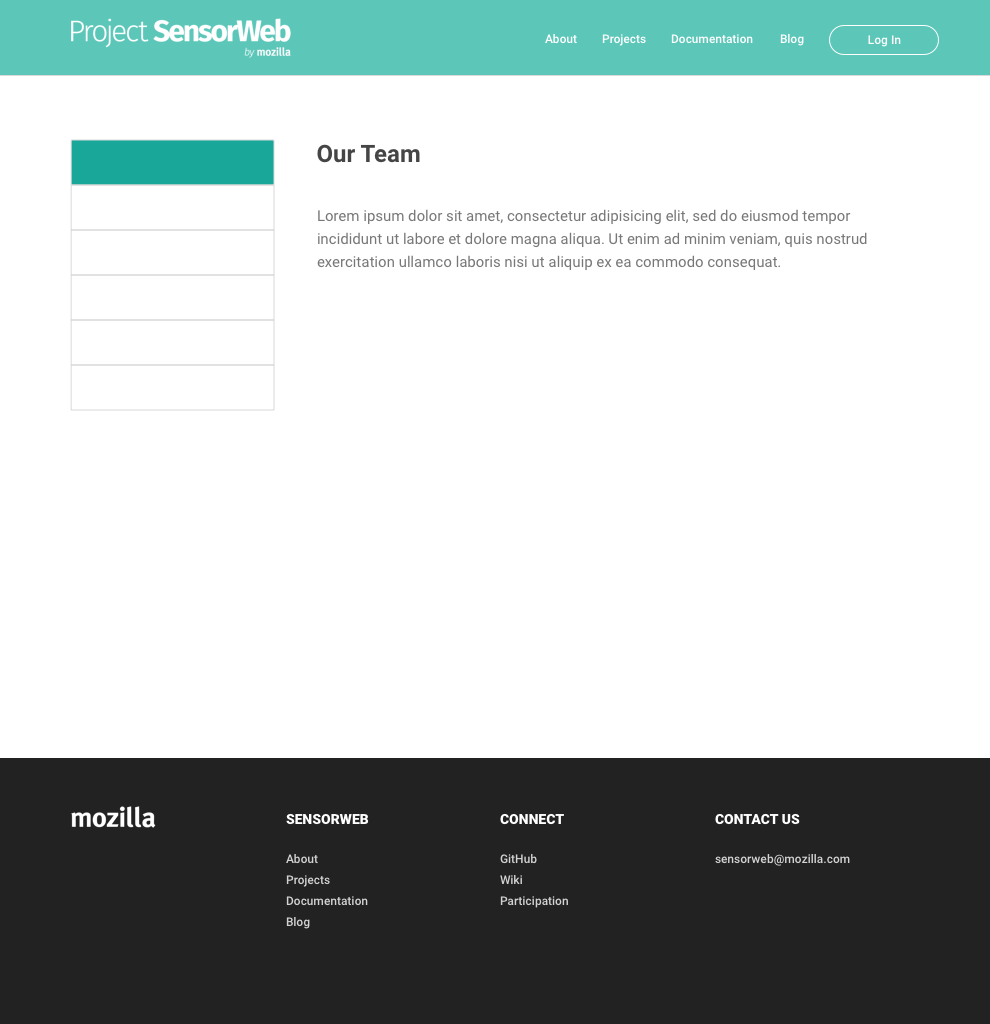 Project SensorWeb
by mozilla
About Projects Documentation Blog Log In
Our Team
Lorem ipsum dolor sit amet, consectetur adipisicing elit, sed do eiusmod tempor
incididunt ut labore et dolore magna aliqua. Ut enim ad minim veniam, quis nostrud
exercitation ullamco laboris nisi ut aliquip ex ea commodo consequat.
mozilla
SENSORWEB
About
Projects
Documentation
Blog
CONNECT
GitHub
Wiki
Participation
CONTACT US
sensorweb@mozilla.com